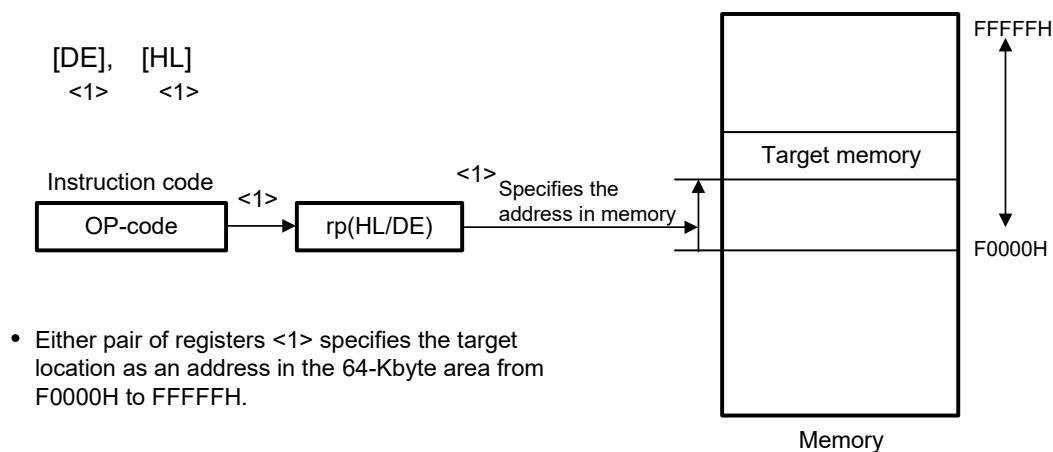 FFFFFH
[DE], [HL]
<1> <1>
Target memory
Instruction code
<1>
<1>
Specifies the
address in memory
OP-code
rp(HL/DE)
F0000H
• Either pair of registers <1> specifies the target
location as an address in the 64-Kbyte area from
F0000H to FFFFFH.
Memory